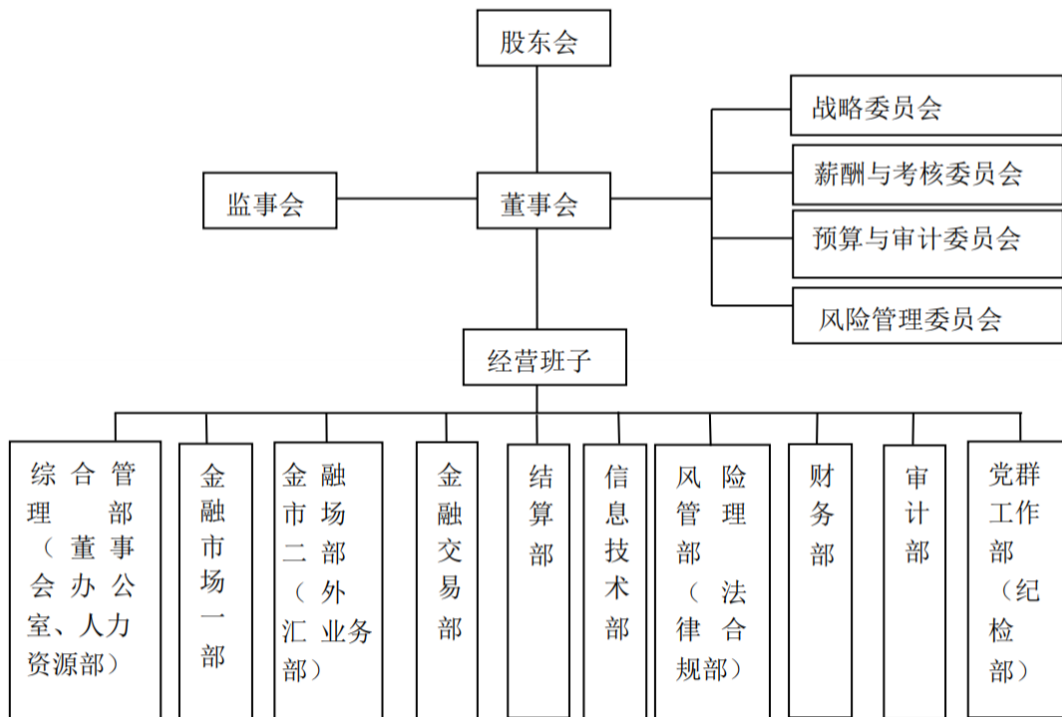 股东会
战略委员会
薪酬与考核委员会
监事会
董事会
预算与审计委员会
风险管理委员会
经营班子
综合管
理部
（董事
会办公
室、人力
资源部）
金
融
市
场
一
部
金融
市场
二部
（外
汇业务
部）
金
融
交
易
部
结
算
部
信
息
技
术
部
风险
管理
部
（法
律合
规部）
财
务
部
审
计
部
党群
工作
部
（纪
检
部）